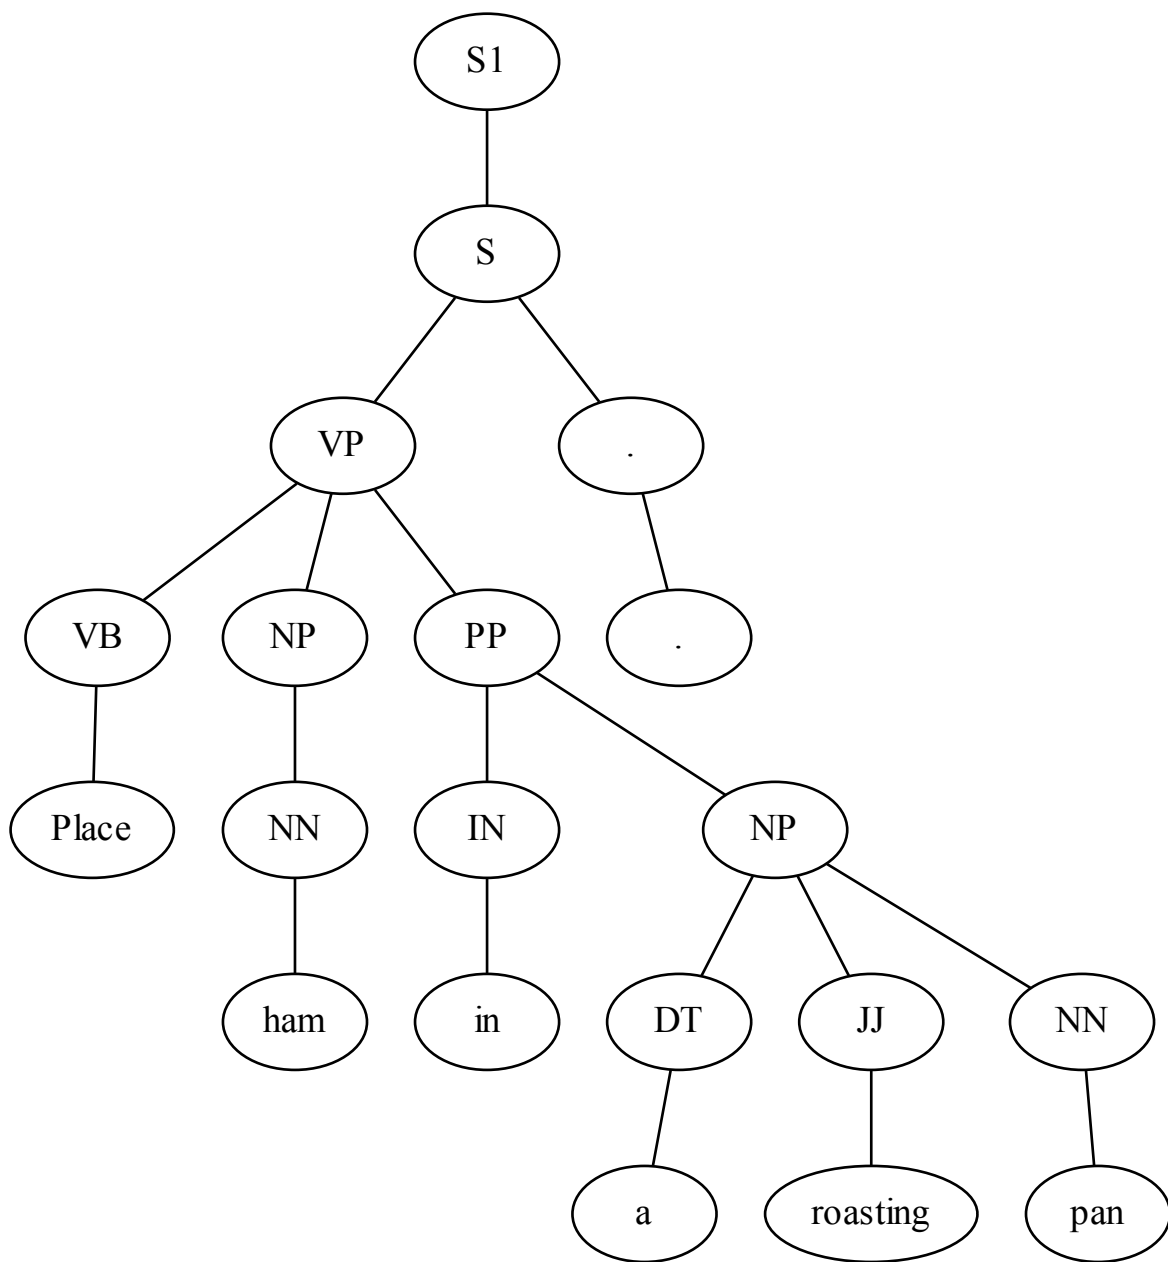 S1
S
VP .
VB NP PP .
Place NN IN NP
ham in DT JJ NN
a roasting pan